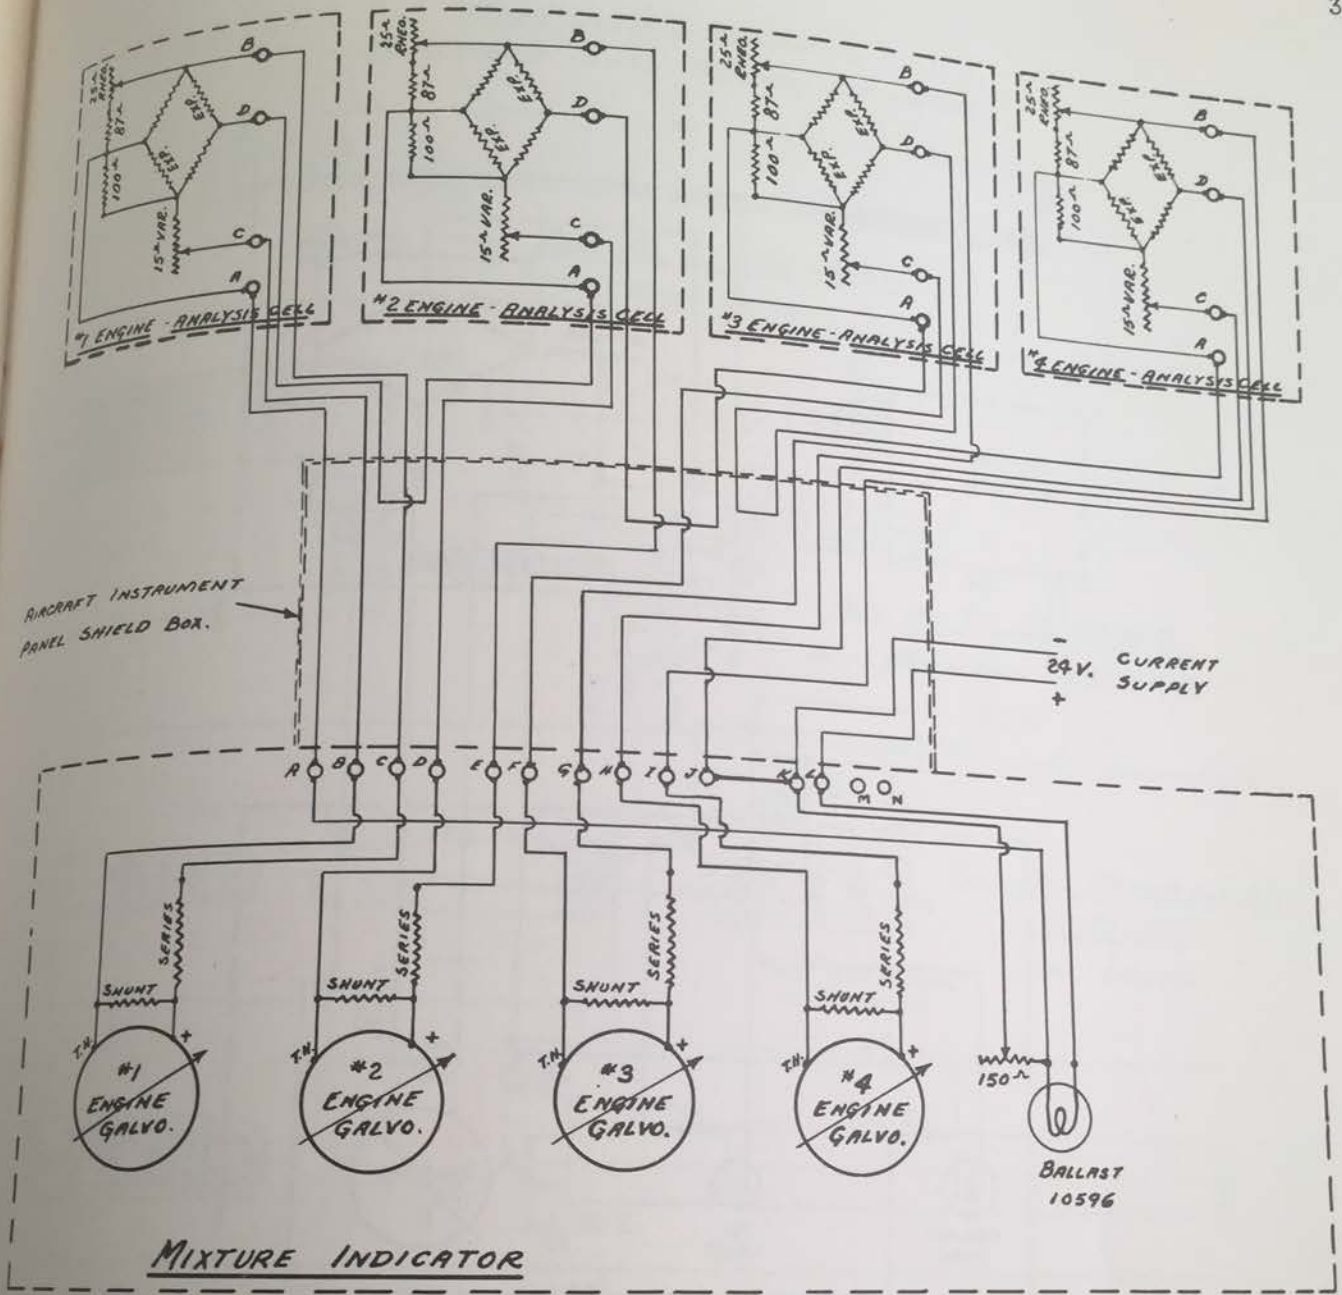 3
25Ω RHEO.
87Ω
100Ω
EXP.
EXP.
15Ω VAR.
B
D
C
A
#1 ENGINE - ANALYSIS CELL
25Ω RHEO.
87Ω
100Ω
EXP.
EXP.
15Ω VAR.
B
D
C
A
#2 ENGINE - ANALYSIS CELL
25Ω RHEO.
87Ω
100Ω
EXP.
EXP.
15Ω VAR.
B
D
C
A
#3 ENGINE - ANALYSIS CELL
25Ω RHEO.
87Ω
100Ω
EXP.
EXP.
15Ω VAR.
B
D
C
A
#4 ENGINE - ANALYSIS CELL
AIRCRAFT INSTRUMENT
PANEL SHIELD BOX.
-
24V. CURRENT
SUPPLY
+
A B C D E F G H I J K L M N
SERIES
SHUNT
T.H. +
#1
ENGINE
GALVO.
SERIES
SHUNT
T.H. +
#2
ENGINE
GALVO.
SERIES
SHUNT
T.H. +
#3
ENGINE
GALVO.
SERIES
SHUNT
T.H. +
#4
ENGINE
GALVO.
150Ω
BALLAST
10596
MIXTURE INDICATOR